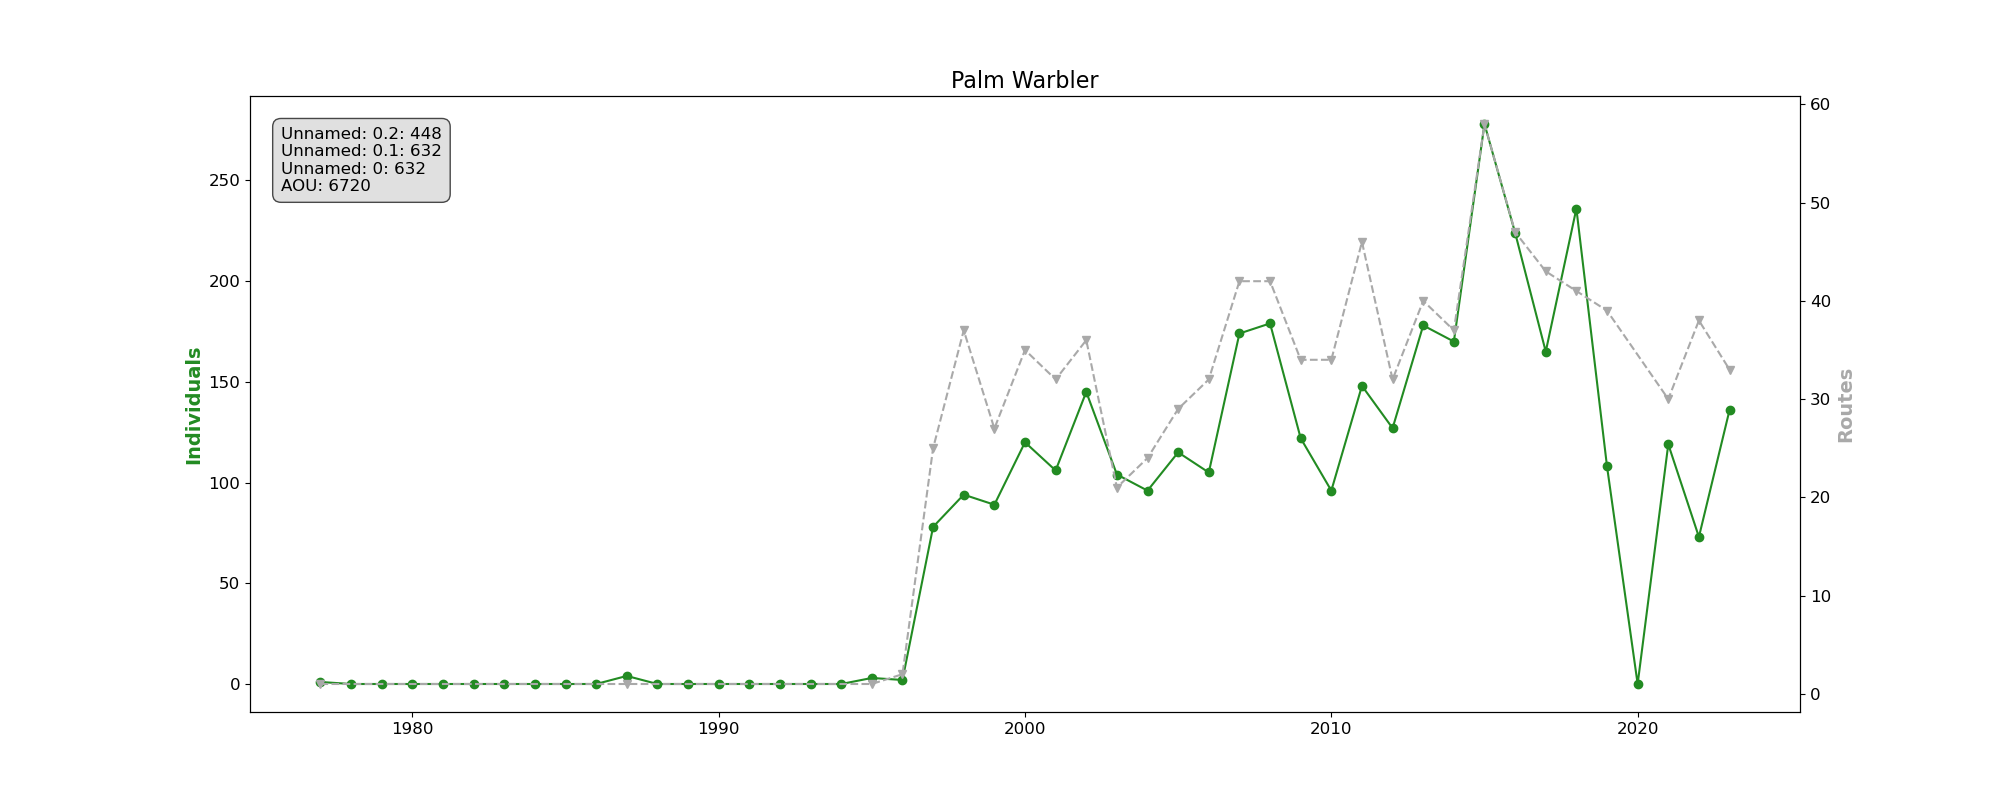 Palm Warbler
Unnamed: 0.2: 448
Unnamed: 0.1: 632
Unnamed: 0: 632
AOU: 6720
Individuals
250
200
150
100
50
0
60
50
40
30
20
10
0
Routes
1980
1990
2000
2010
2020